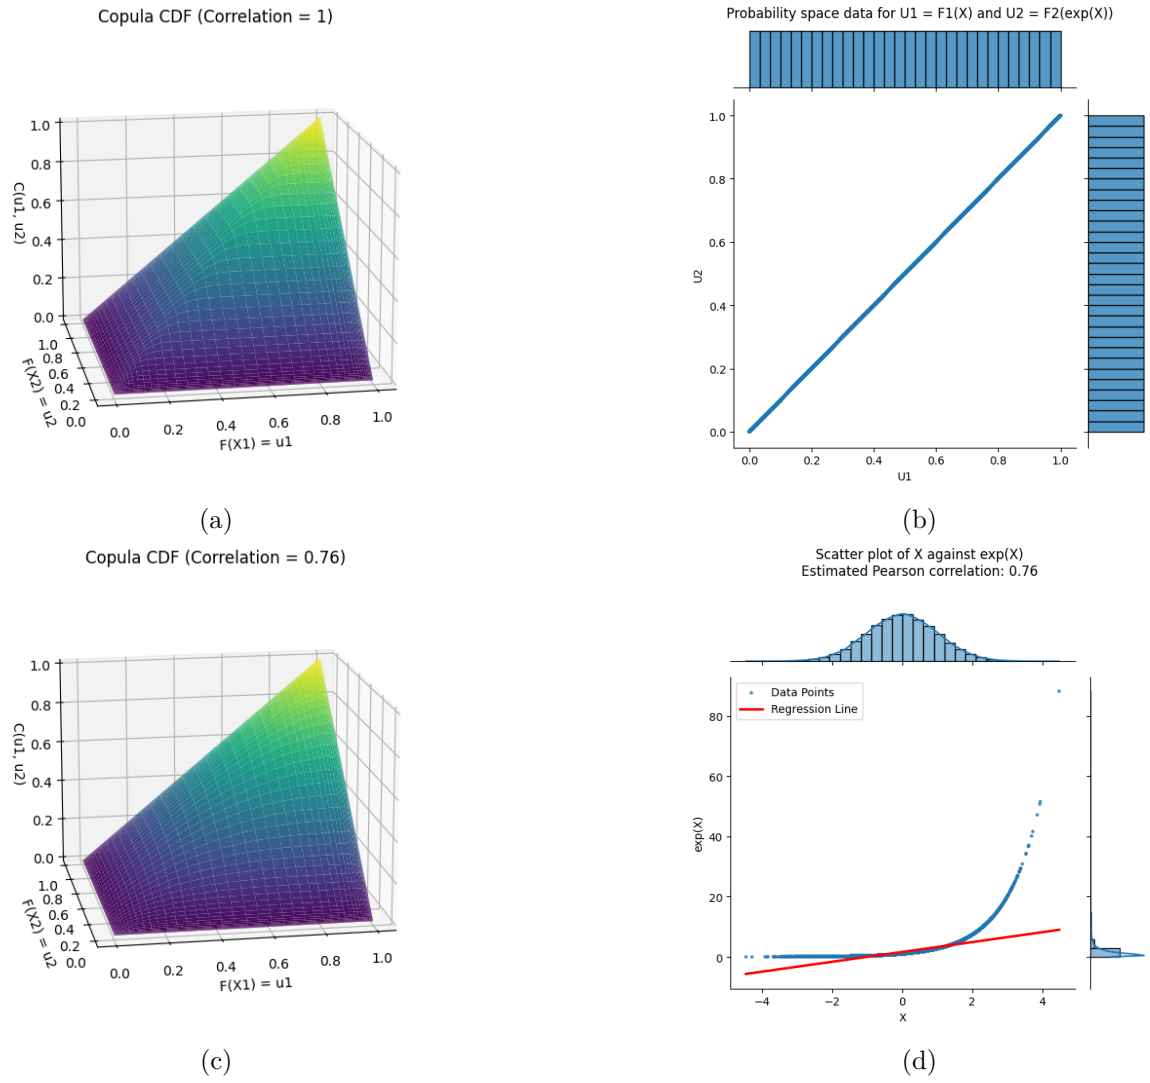 Copula CDF (Correlation = 1)
1.0
0.8
0.6
0.4
0.2
0.0
C(u1, u2)
1.0
0.8
0.6
0.4
0.2
0.0
F(X2) = u2
0.0 0.2 0.4 0.6 0.8 1.0
F(X1) = u1
(a)
Probability space data for U1 = F1(X) and U2 = F2(exp(X))
1.0
0.8
0.6
0.4
0.2
0.0
U2
0.0 0.2 0.4 0.6 0.8 1.0
U1
(b)
Copula CDF (Correlation = 0.76)
1.0
0.8
0.6
0.4
0.2
0.0
C(u1, u2)
1.0
0.8
0.6
0.4
0.2
0.0
F(X2) = u2
0.0 0.2 0.4 0.6 0.8 1.0
F(X1) = u1
(c)
Scatter plot of X against exp(X)
Estimated Pearson correlation: 0.76
Data Points
Regression Line
80
60
40
20
0
exp(X)
−4 −2 0 2 4
X
(d)